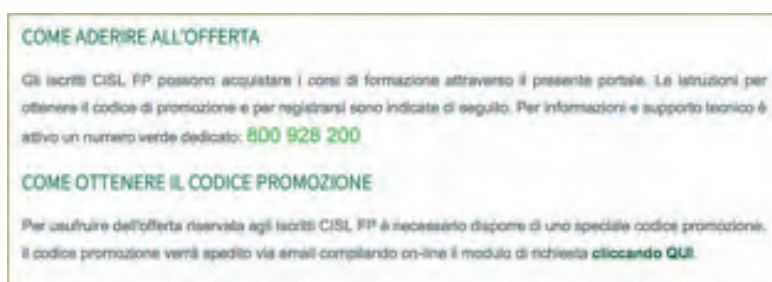 COME ADERIRE ALL'OFFERTA
Gli iscritti CISL FP possono acquistare i corsi di formazione attraverso il presente portale. Le istruzioni per
ottenere il codice di promozione e per registrarsi sono indicate di seguito. Per informazioni e supporto tecnico è
attivo un numero verde dedicato: 800 928 200
COME OTTENERE IL CODICE PROMOZIONE
Per usufruire dell'offerta riservata agli iscritti CISL FP è necessario disporre di uno speciale codice promozione.
Il codice promozione verrà spedito via email compilando on-line il modulo di richiesta cliccando QUI.